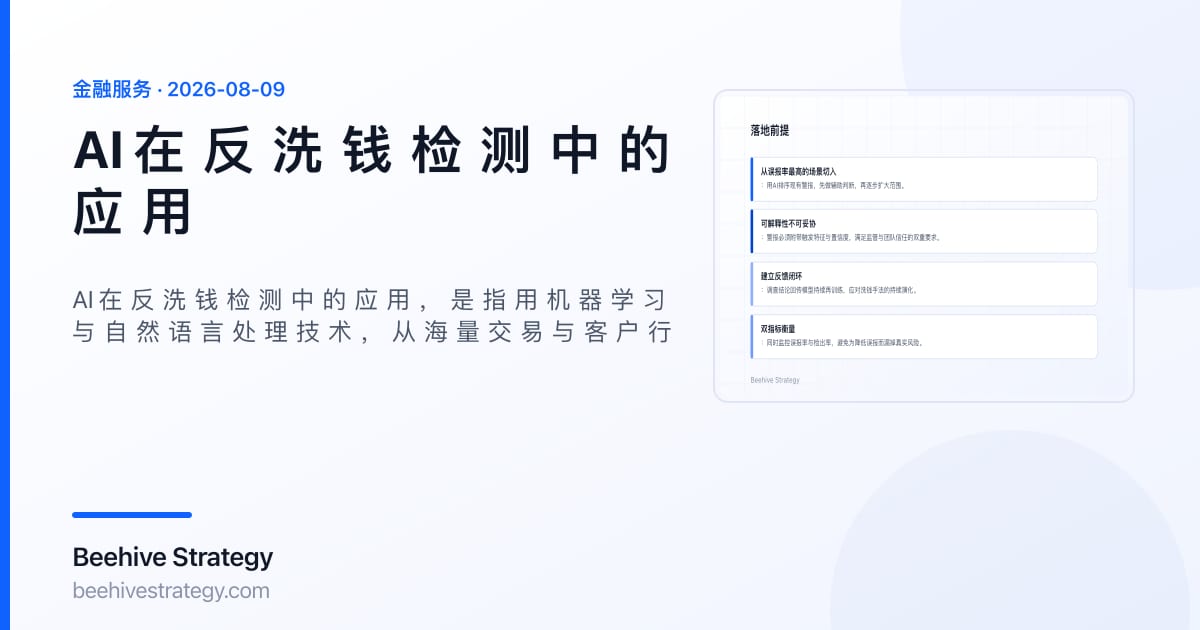 金融服务 · 2026-08-09
AI在反洗钱检测中的
应用
AI在反洗钱检测中的应用，是指用机器学习
与自然语言处理技术，从海量交易与客户行
Beehive Strategy
beehivestrategy.com
落地前提
从误报率最高的场景切入
: 用AI排序现有警报，先做辅助判断，再逐步扩大范围。
可解释性不可妥协
: 警报必须附带触发特征与置信度，满足监管与团队信任的双重要求。
建立反馈闭环
: 调查结论回传模型持续再训练，应对洗钱手法的持续演化。
双指标衡量
: 同时监控误报率与检出率，避免为降低误报而漏掉真实风险。
Beehive Strategy